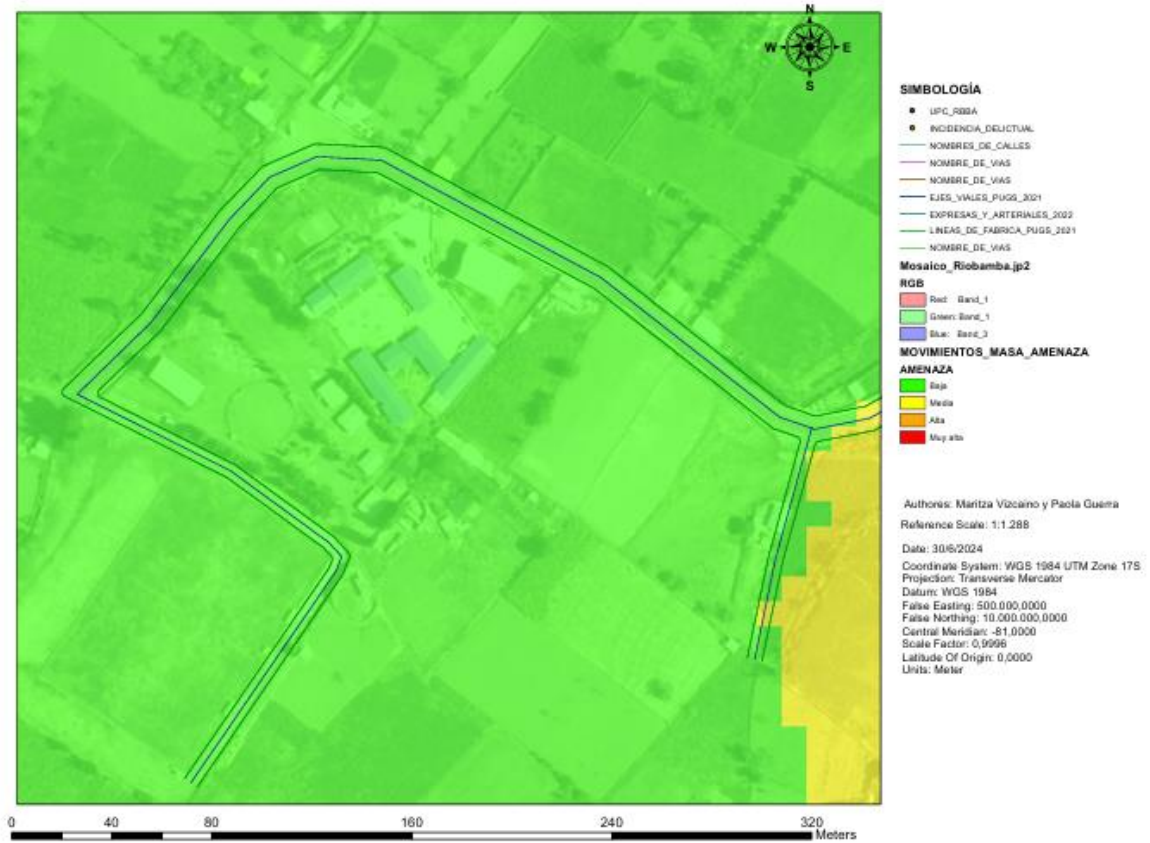 N
W E
S
SIMBOLOGÍA
UPC_RBBA
INCIDENCIA_DELICTUAL
NOMBRES_DE_CALLES
NOMBRE_DE_VIAS
NOMBRE_DE_VIAS
EJES_VIALES_PUGS_2021
EXPRESAS_Y_ARTERIALES_2022
LINEAS_DE_FABRICA_PUGS_2021
NOMBRE_DE_VIAS
Mosaico_Riobamba.jp2
RGB
Red: Band_1
Green: Band_1
Blue: Band_3
MOVIMIENTOS_MASA_AMENAZA
AMENAZA
Baja
Media
Alta
Muy alta
Authores: Maritza Vizcaino y Paola Guerra
Reference Scale: 1:1.288
Date: 30/6/2024
Coordinate System: WGS 1984 UTM Zone 17S
Projection: Transverse Mercator
Datum: WGS 1984
False Easting: 500.000,0000
False Northing: 10.000.000,0000
Central Meridian: -81,0000
Scale Factor: 0,9996
Latitude Of Origin: 0,0000
Units: Meter
0 40 80 160 240 320
Meters